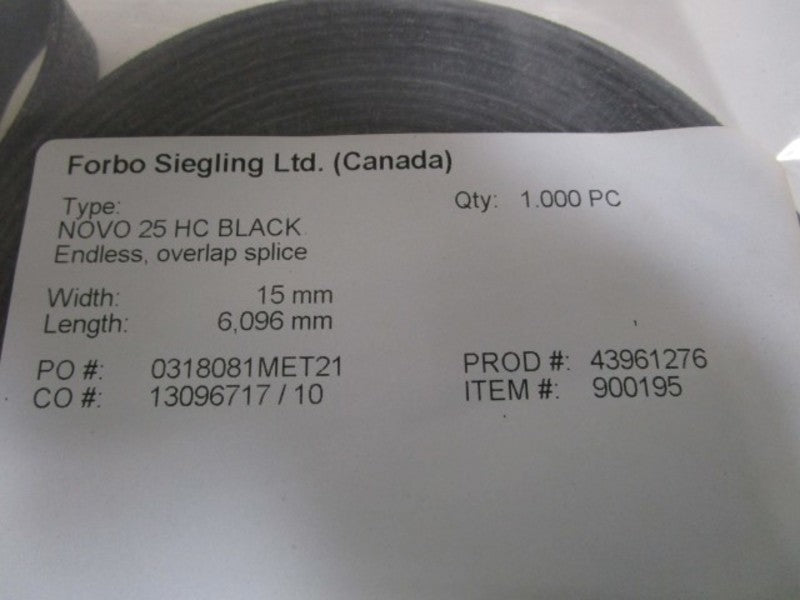 Forbo Siegling Ltd. (Canada)
Type: Qty: 1.000 PC
NOVO 25 HC BLACK
Endless, overlap splice
Width: 15 mm
Length: 6,096 mm
PO #: 0318081MET21 PROD #: 43961276
CO #: 13096717 / 10 ITEM #: 900195